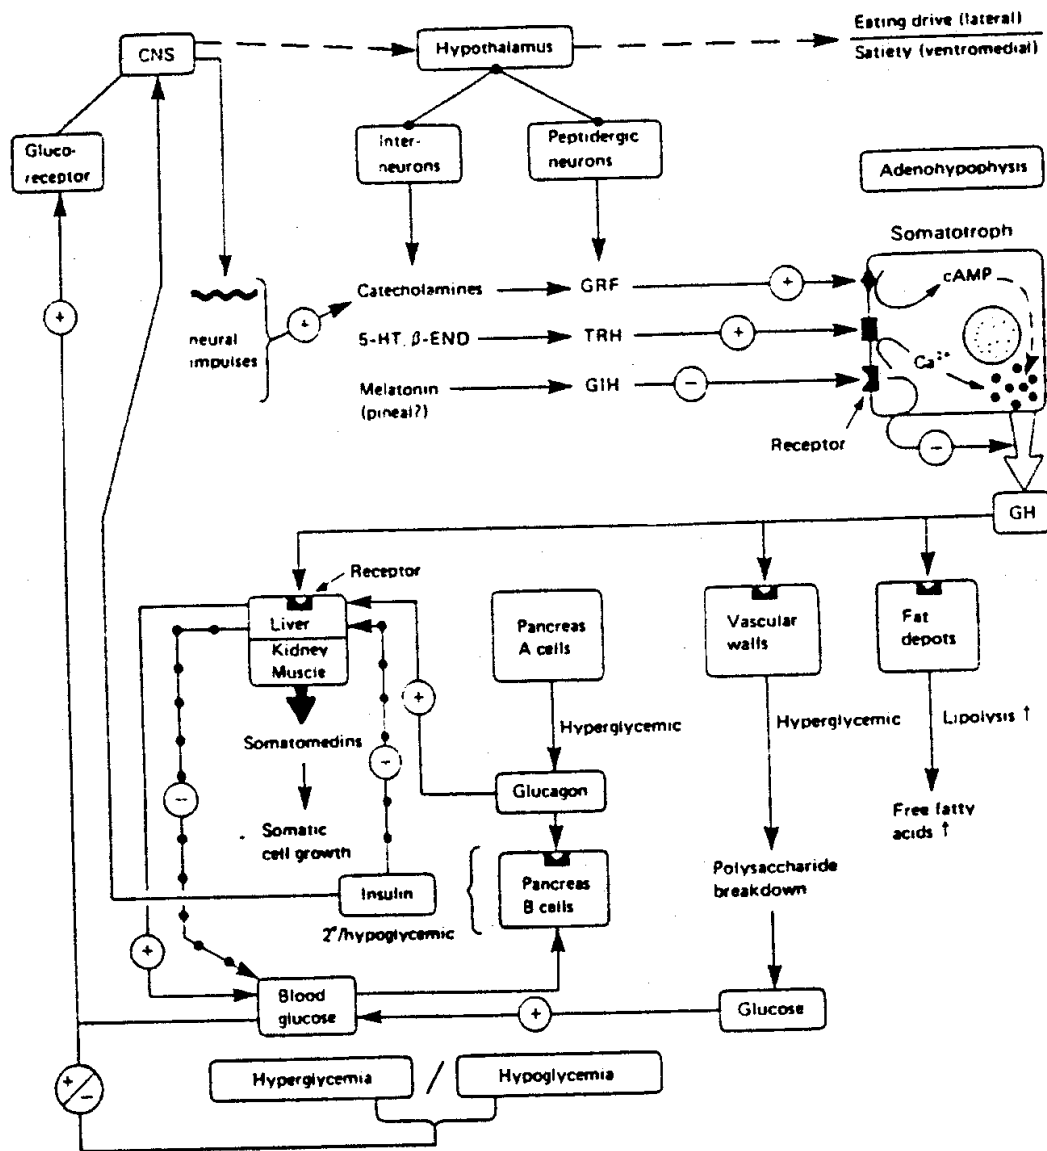 Eating drive (lateral)
Satiety (ventromedial)
CNS
Hypothalamus
Gluco-
receptor
Inter-
neurons
Peptidergic
neurons
Adenohypophysis
Somatotroph
cAMP
neural
impulses
+
Catecholamines
GRF
+
5-HT, β-END
TRH
+
Ca²⁺
Melatonin
(pineal?)
GIH
−
Receptor
−
+
GH
Receptor
Liver
Kidney
Muscle
Pancreas
A cells
Vascular
walls
Fat
depots
+
Hyperglycemic
Hyperglycemic
Lipolysis ↑
Somatomedins
−
−
Glucagon
Free fatty
acids ↑
Somatic
cell growth
Insulin
Pancreas
B cells
Polysaccharide
breakdown
2°/hypoglycemic
+
Blood
glucose
+
Glucose
+/−
Hyperglycemia / Hypoglycemia